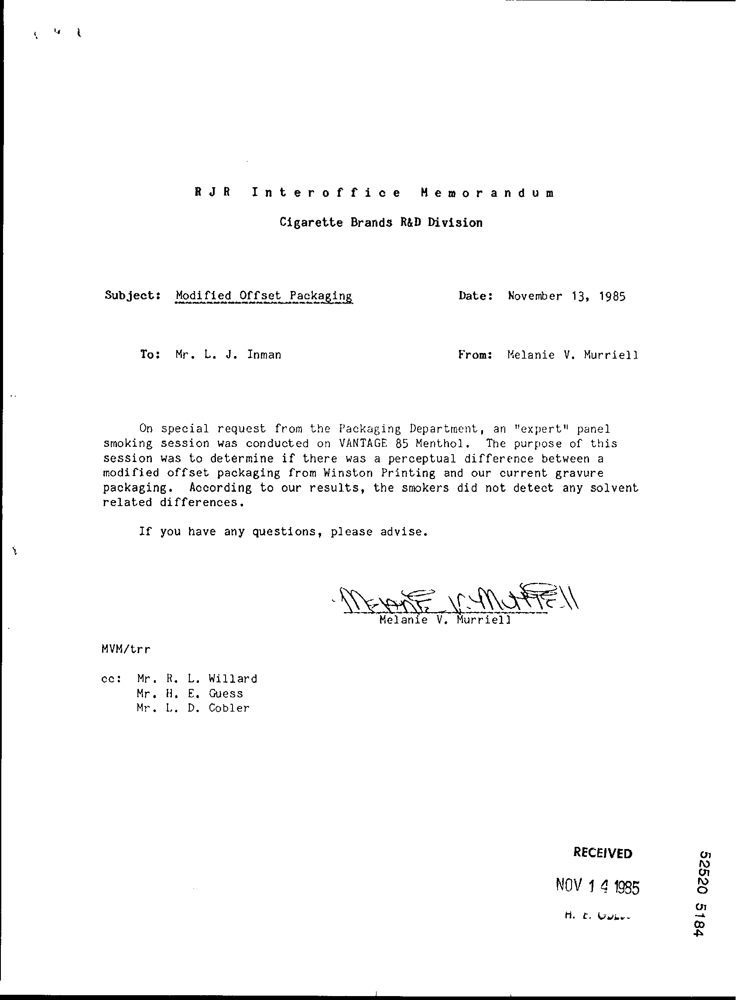 RJR Interoffice Memorandum
Cigarette Brands R&D Division
Subject: Modified Offset Packaging Date: November 13, 1985
To: Mr. L. J. Inman From: Melanie V. Murriell
On special request from the Packaging Department, an "expert" panel
smoking session was conducted on VANTAGE 85 Menthol. The purpose of this
session was to determine if there was a perceptual difference between a
modified offset packaging from Winston Printing and our current gravure
packaging. According to our results, the smokers did not detect any solvent
related differences.
If you have any questions, please advise.
Melanie V. Murriell
Melanie V. Murriell
MVM/trr
cc: Mr. R. L. Willard
Mr. H. E. Guess
Mr. L. D. Cobler
RECEIVED
NOV 14 1985
H. E.
52520 5184